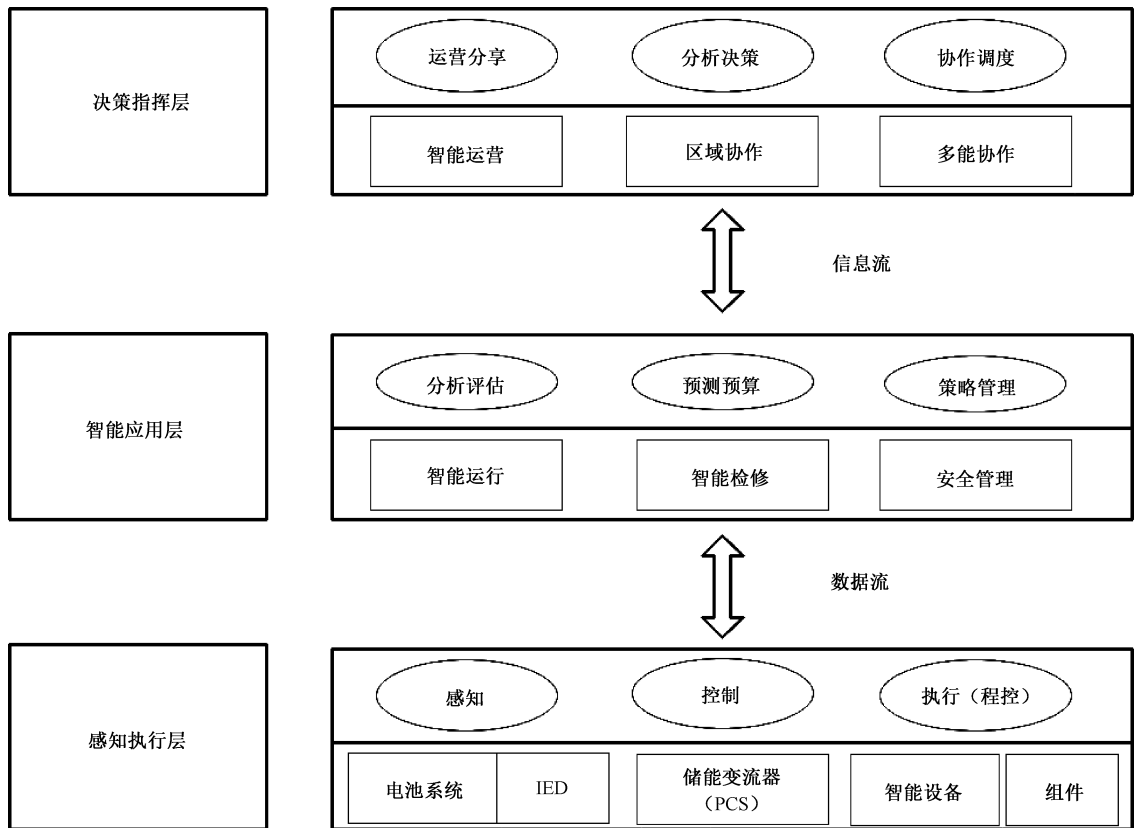 运营分享 分析决策 协作调度
决策指挥层
智能运营 区域协作 多能协作
信息流
分析评估 预测预算 策略管理
智能应用层
智能运行 智能检修 安全管理
数据流
感知 控制 执行（程控）
感知执行层
电池系统 IED 储能变流器
（PCS） 智能设备 组件